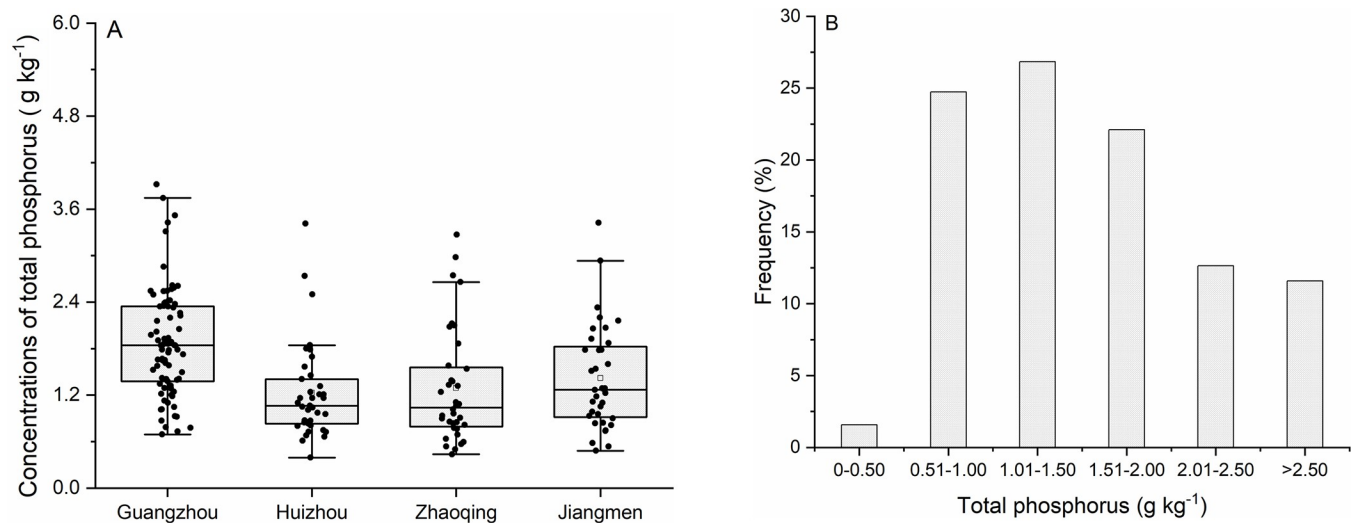 A
Concentrations of total phosphorus ( g kg⁻¹)
6.0
4.8
3.6
2.4
1.2
0.0
Guangzhou Huizhou Zhaoqing Jiangmen
B
Frequency (%)
30
25
20
15
10
5
0
0-0.50 0.51-1.00 1.01-1.50 1.51-2.00 2.01-2.50 >2.50
Total phosphorus (g kg⁻¹)